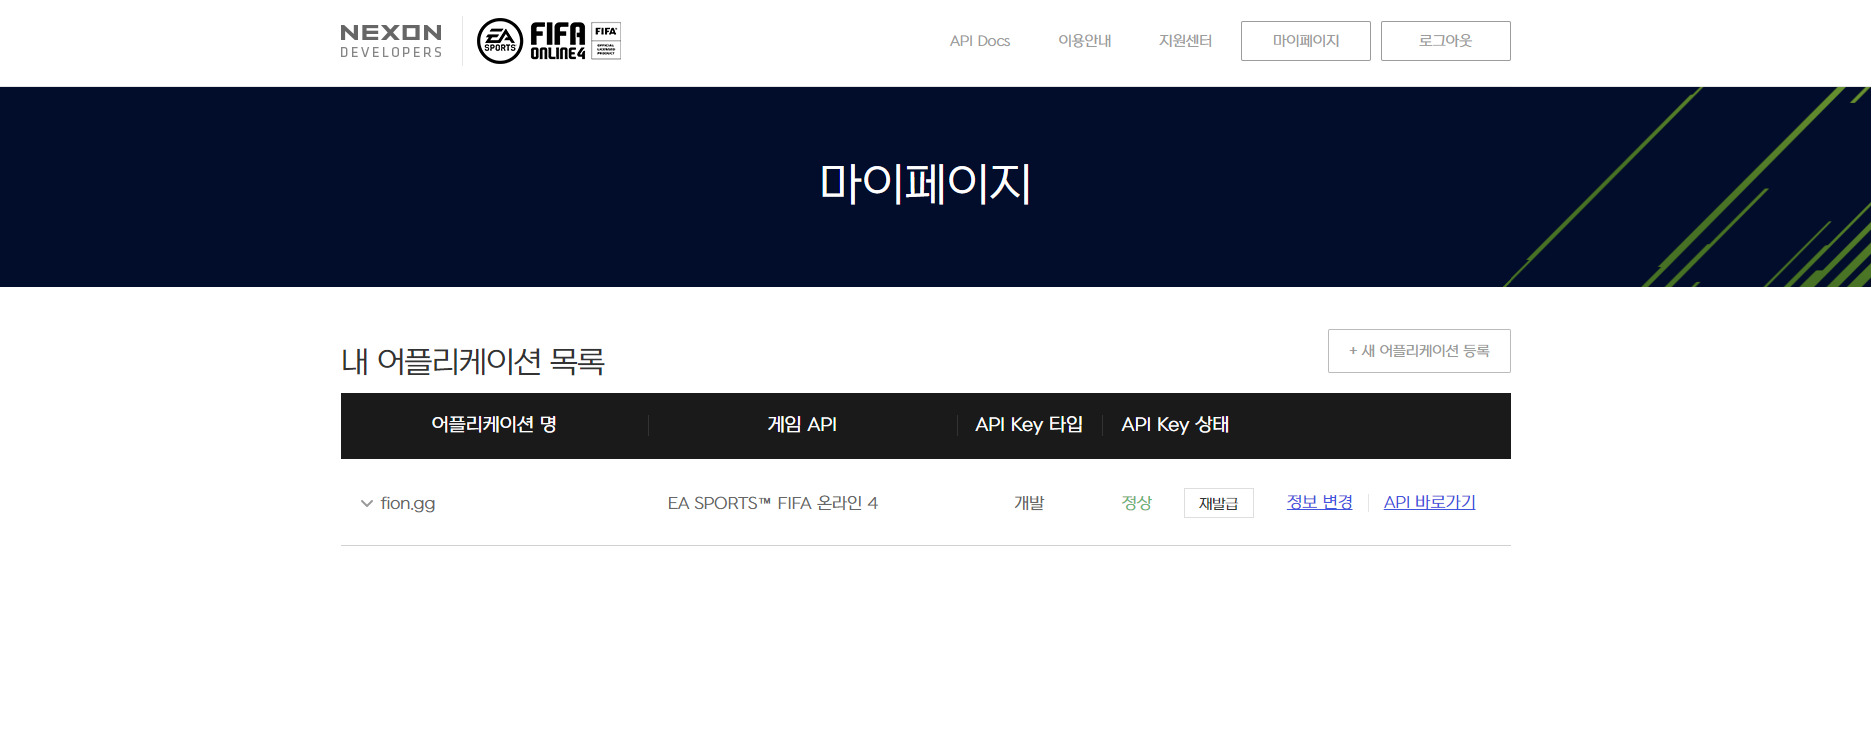 NEXON
DEVELOPERS
EA
SPORTS
FIFA
ONLINE 4
FIFA
OFFICIAL
LICENSED
PRODUCT
API Docs
이용안내
지원센터
마이페이지
로그아웃
마이페이지
내 어플리케이션 목록
+ 새 어플리케이션 등록
어플리케이션 명
게임 API
API Key 타입
API Key 상태
fion.gg
EA SPORTS™ FIFA 온라인 4
개발
정상
재발급
정보 변경
API 바로가기